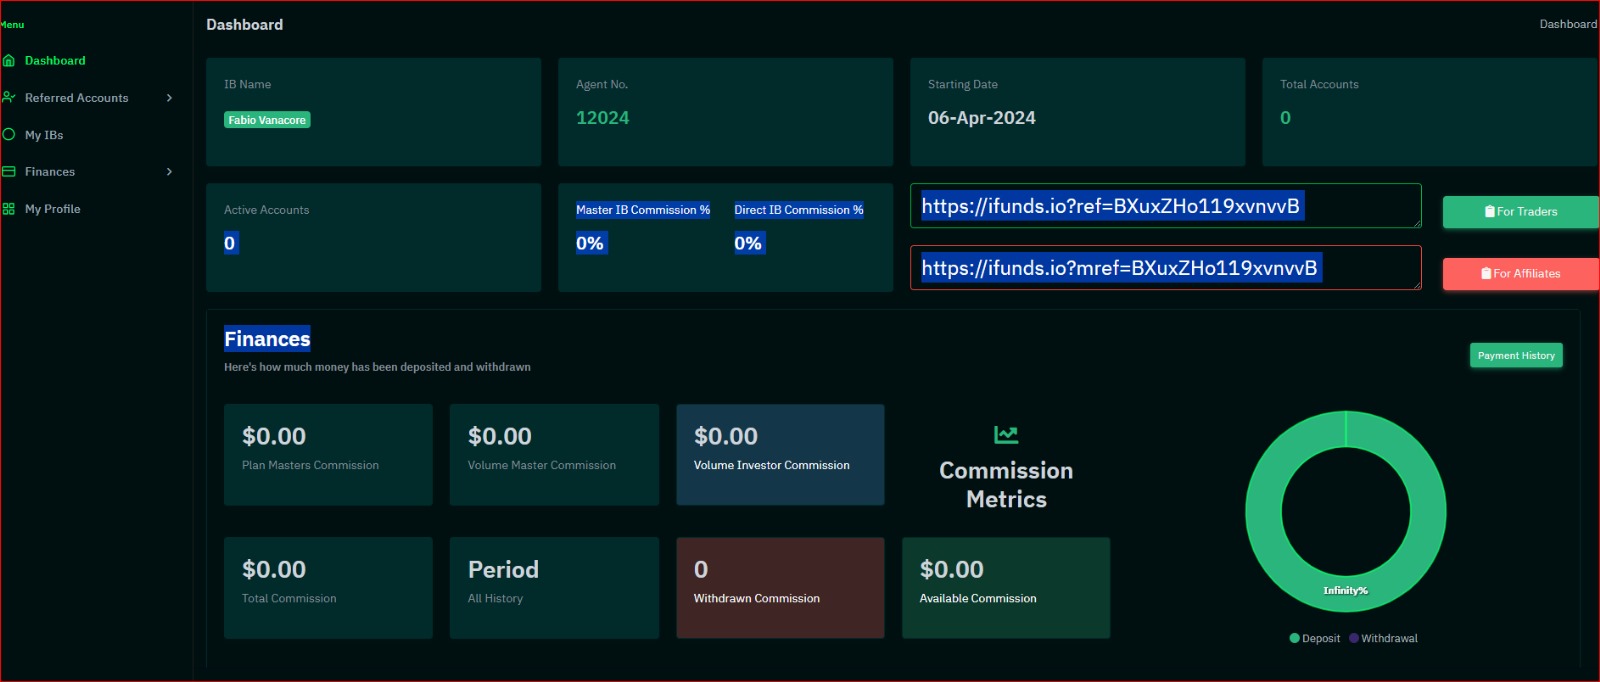 Menu
Dashboard
Referred Accounts
My IBs
Finances
My Profile
Dashboard
Dashboard
IB Name
Fabio Vanacore
Agent No.
12024
Starting Date
06-Apr-2024
Total Accounts
0
Active Accounts
0
Master IB Commission %
0%
Direct IB Commission %
0%
https://ifunds.io?ref=BXuxZHo119xvnvvB
For Traders
https://ifunds.io?mref=BXuxZHo119xvnvvB
For Affiliates
Finances
Here's how much money has been deposited and withdrawn
Payment History
$0.00
Plan Masters Commission
$0.00
Volume Master Commission
$0.00
Volume Investor Commission
Commission
Metrics
$0.00
Total Commission
Period
All History
0
Withdrawn Commission
$0.00
Available Commission
Infinity%
Deposit
Withdrawal